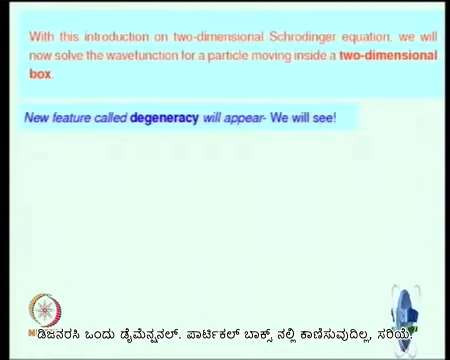 With this introduction on two-dimensional Schrodinger equation, we will
now solve the wavefunction for a particle moving inside a two-dimensional
box.
New feature called degeneracy will appear- We will see!
ಡಿಜನರಸಿ ಒಂದು ಡೈಮೆನ್ಷನಲ್. ಪಾರ್ಟಿಕಲ್ ಬಾಕ್ಸ್ ನಲ್ಲಿ ಕಾಣಿಸುವುದಿಲ್ಲ, ಸರಿಯೆ.